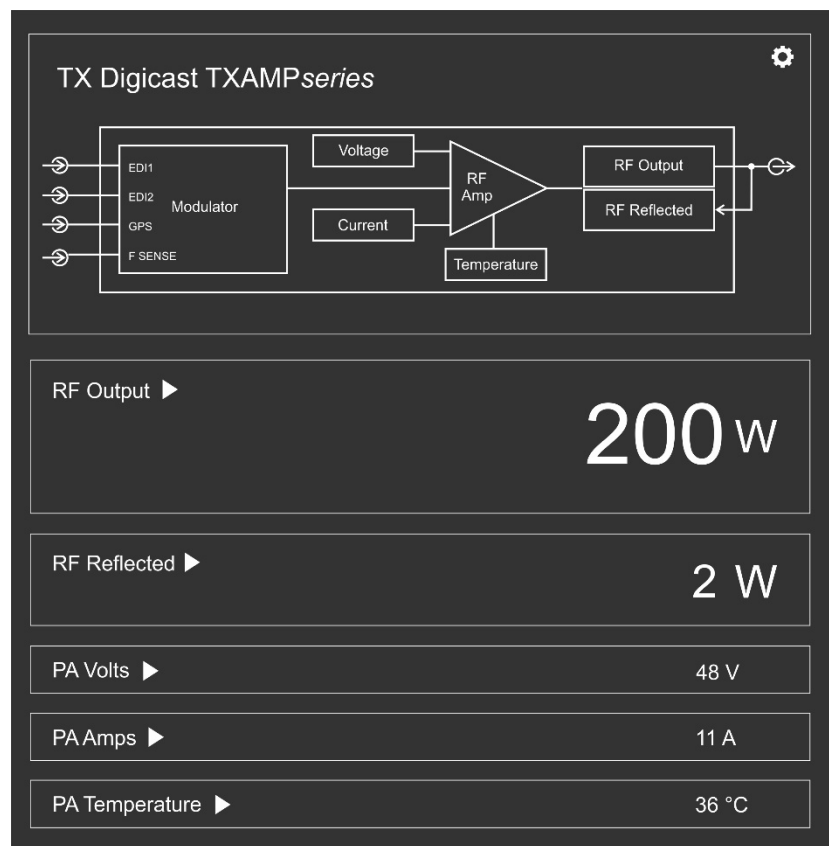 TX Digicast TXAMPseries
Voltage
RF Output
EDI1
RF
Amp
EDI2
Modulator
RF Reflected
GPS
Current
F SENSE
Temperature
RF Output
200 W
RF Reflected
2 W
PA Volts
48 V
PA Amps
11 A
PA Temperature
36 °C